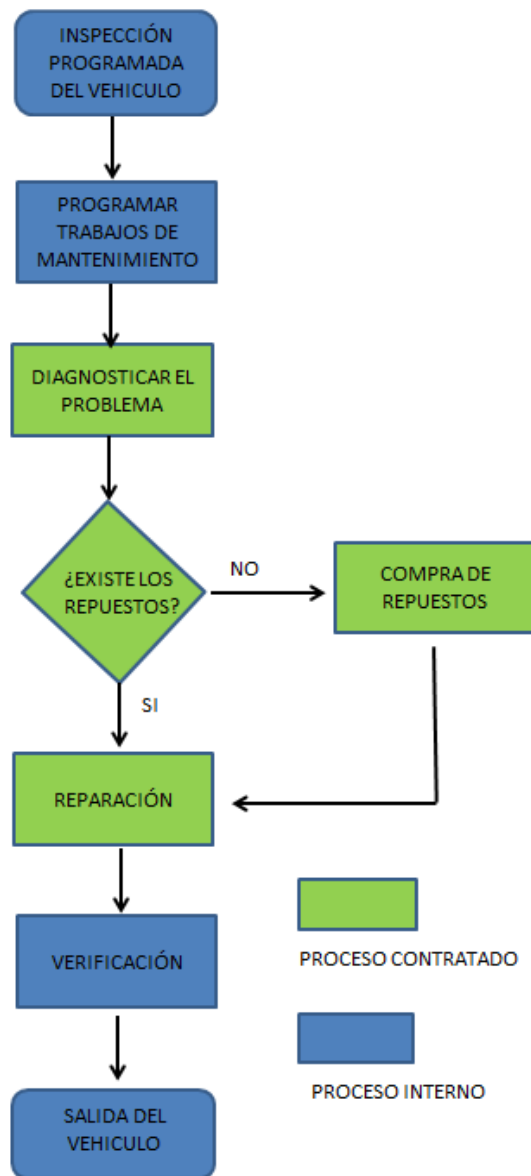 INSPECCIÓN
PROGRAMADA
DEL VEHICULO
PROGRAMAR
TRABAJOS DE
MANTENIMIENTO
DIAGNOSTICAR EL
PROBLEMA
¿EXISTE LOS
REPUESTOS?
NO
COMPRA DE
REPUESTOS
SI
REPARACIÓN
VERIFICACIÓN
SALIDA DEL
VEHICULO
PROCESO CONTRATADO
PROCESO INTERNO